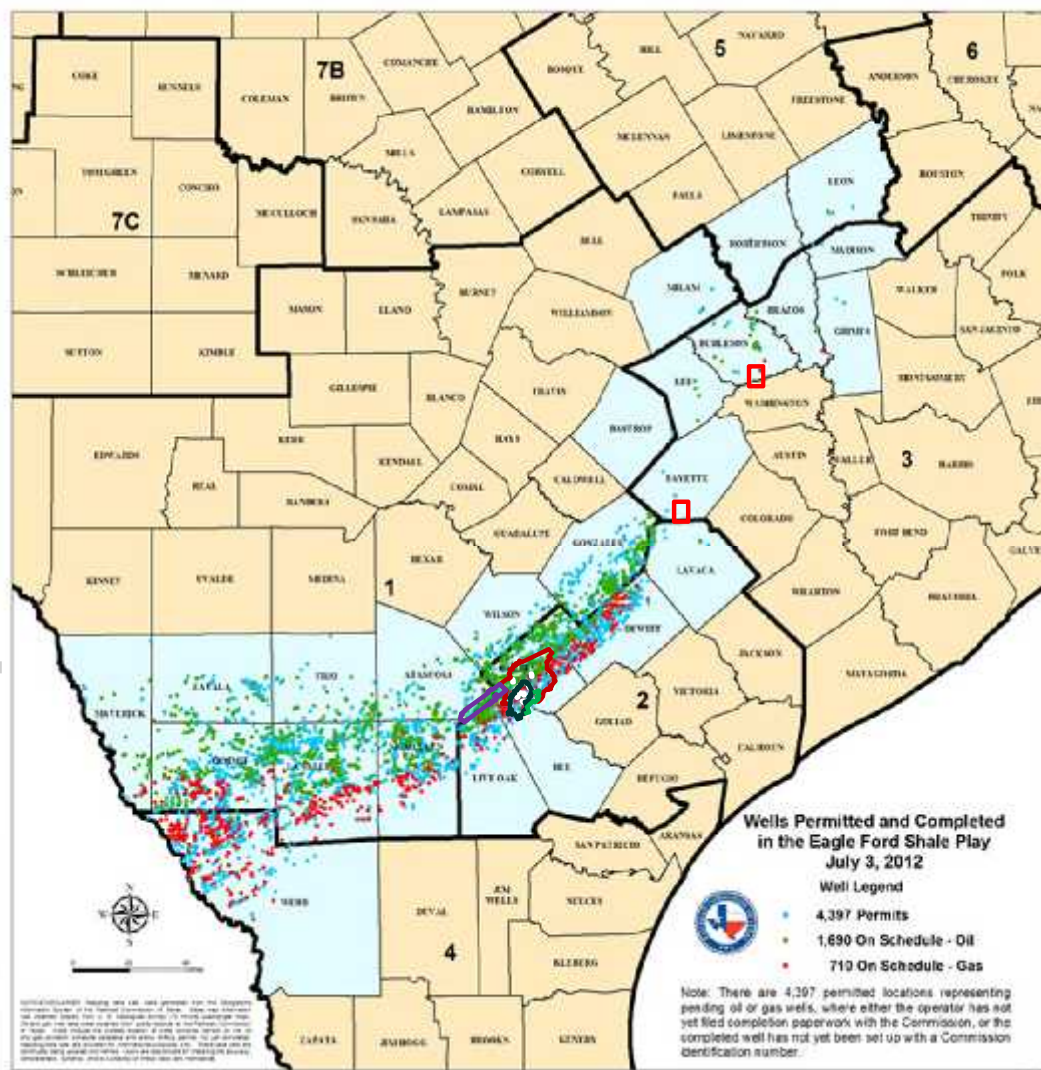 NAVARRO
HILL
5
6
COMANCHE
7B
BOSQUE
ANDERSON
CHEROKEE
COKE
RUNNELS
COLEMAN
BROWN
HAMILTON
FREESTONE
MCLENNAN
LIMESTONE
MILLS
CORYELL
FALLS
LEON
HOUSTON
TOM GREEN
CONCHO
MCCULLOCH
SAN SABA
LAMPASAS
7C
TRINITY
BELL
ROBERTSON
MADISON
SCHLEICHER
MENARD
POLK
MILAM
WALKER
BURNET
MASON
LLANO
WILLIAMSON
BRAZOS
GRIMES
SAN JACINTO
SUTTON
KIMBLE
BURLESON
LEE
MONTGOMERY
GILLESPIE
BLANCO
TRAVIS
WASHINGTON
BASTROP
HAYS
EDWARDS
KERR
KENDALL
AUSTIN
WALLER
3
HARRIS
REAL
BANDERA
COMAL
CALDWELL
FAYETTE
COLORADO
GUADALUPE
FORT BEND
GONZALES
BEXAR
KINNEY
UVALDE
MEDINA
1
LAVACA
WHARTON
BRAZORIA
WILSON
DEWITT
JACKSON
MATAGORDA
ZAVALA
FRIO
ATASCOSA
MAVERICK
VICTORIA
GOLIAD
2
CALHOUN
LIVE OAK
BEE
REFUGIO
ARANSAS
SAN PATRICIO
WEBB
DUVAL
JIM
WELLS
NUECES
4
KLEBERG
ZAPATA
JIM HOGG
BROOKS
KENEDY
N
W
E
S
Wells Permitted and Completed
in the Eagle Ford Shale Play
July 3, 2012
Well Legend
4,397 Permits
1,690 On Schedule - Oil
710 On Schedule - Gas
Note: There are 4,397 permitted locations representing
pending oil or gas wells, where either the operator has not
yet filed completion paperwork with the Commission, or the
completed well has not yet been set up with a Commission
identification number.